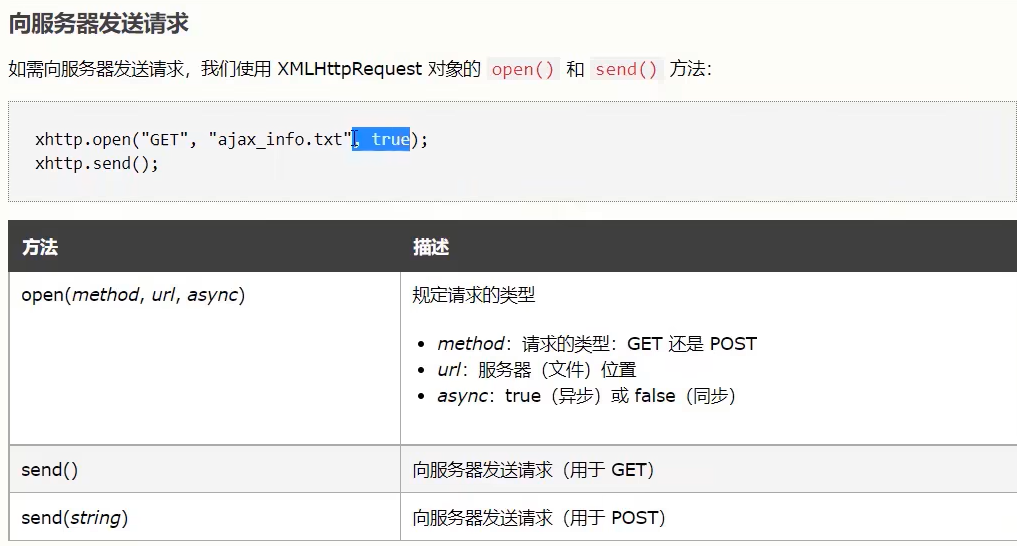 向服务器发送请求
如需向服务器发送请求，我们使用 XMLHttpRequest 对象的 open() 和 send() 方法：
xhttp.open("GET", "ajax_info.txt", true);
xhttp.send();
方法 描述
open(method, url, async) 规定请求的类型
• method：请求的类型：GET 还是 POST
• url：服务器（文件）位置
• async：true（异步）或 false（同步）
send() 向服务器发送请求（用于 GET）
send(string) 向服务器发送请求（用于 POST）